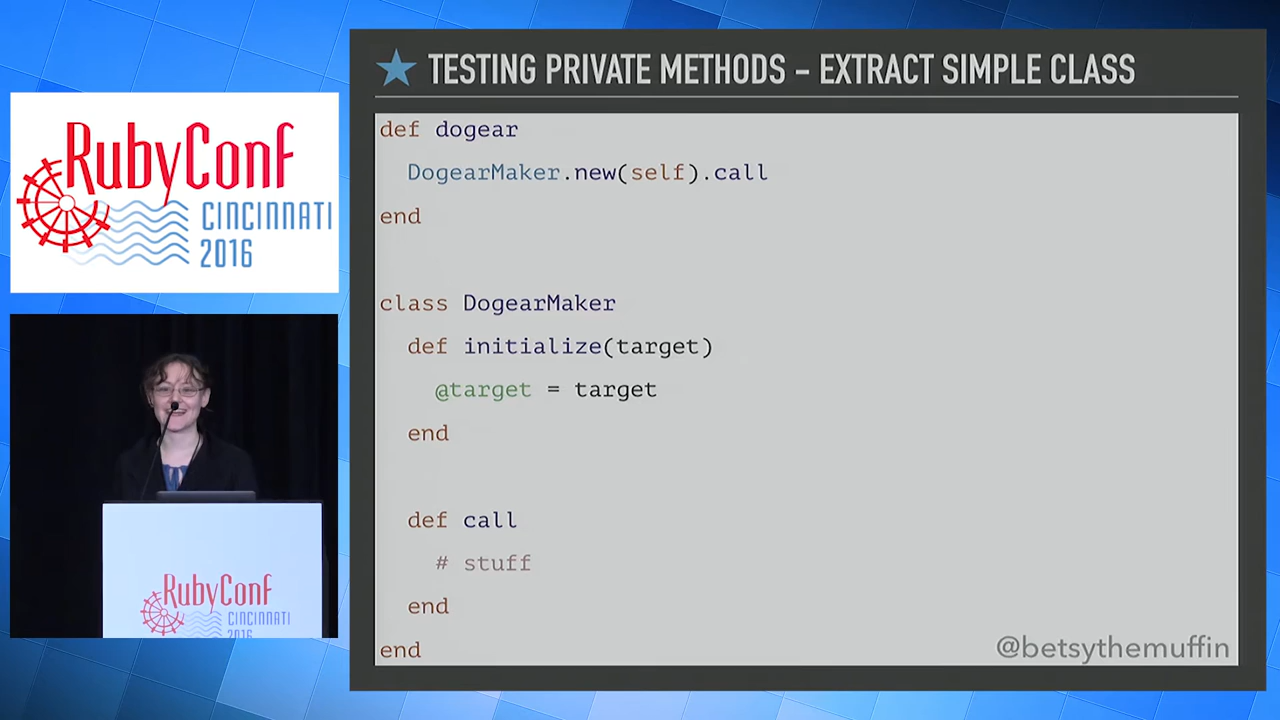 RubyConf
CINCINNATI
2016
RubyConf
CINCINNATI
2016
TESTING PRIVATE METHODS – EXTRACT SIMPLE CLASS
def dogear
  DogearMaker.new(self).call
end
class DogearMaker
  def initialize(target)
    @target = target
  end
  def call
    # stuff
  end
end
@betsythemuffin